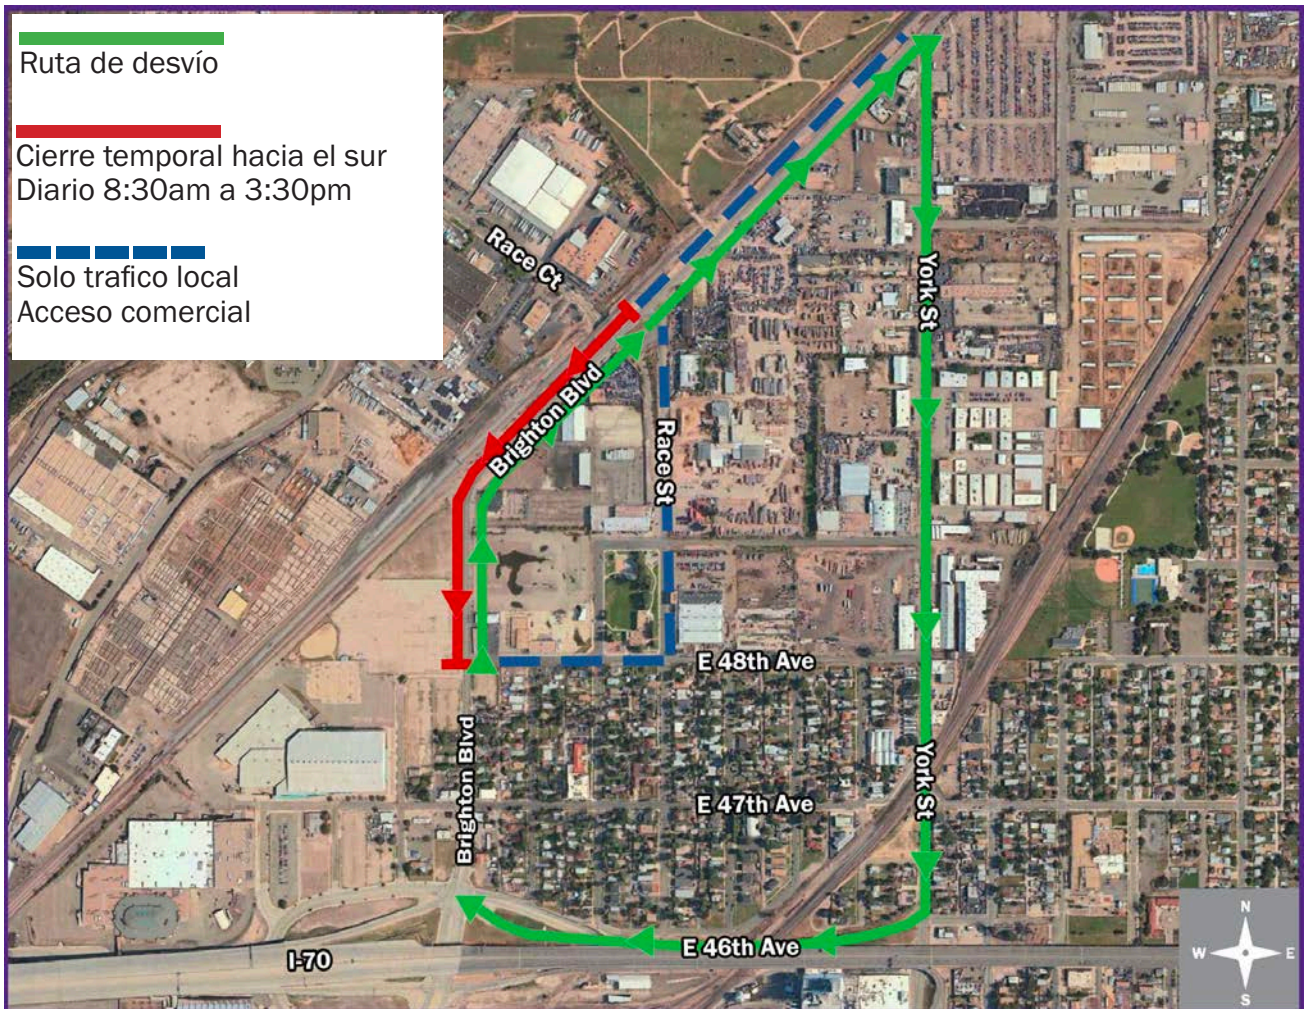 Ruta de desvío
Cierre temporal hacia el sur
Diario 8:30am a 3:30pm
Solo trafico local
Acceso comercial
Race Ct
York St
Brighton Blvd
Race St
E 48th Ave
Brighton Blvd
E 47th Ave
York St
E 46th Ave
I-70
N
W
E
S